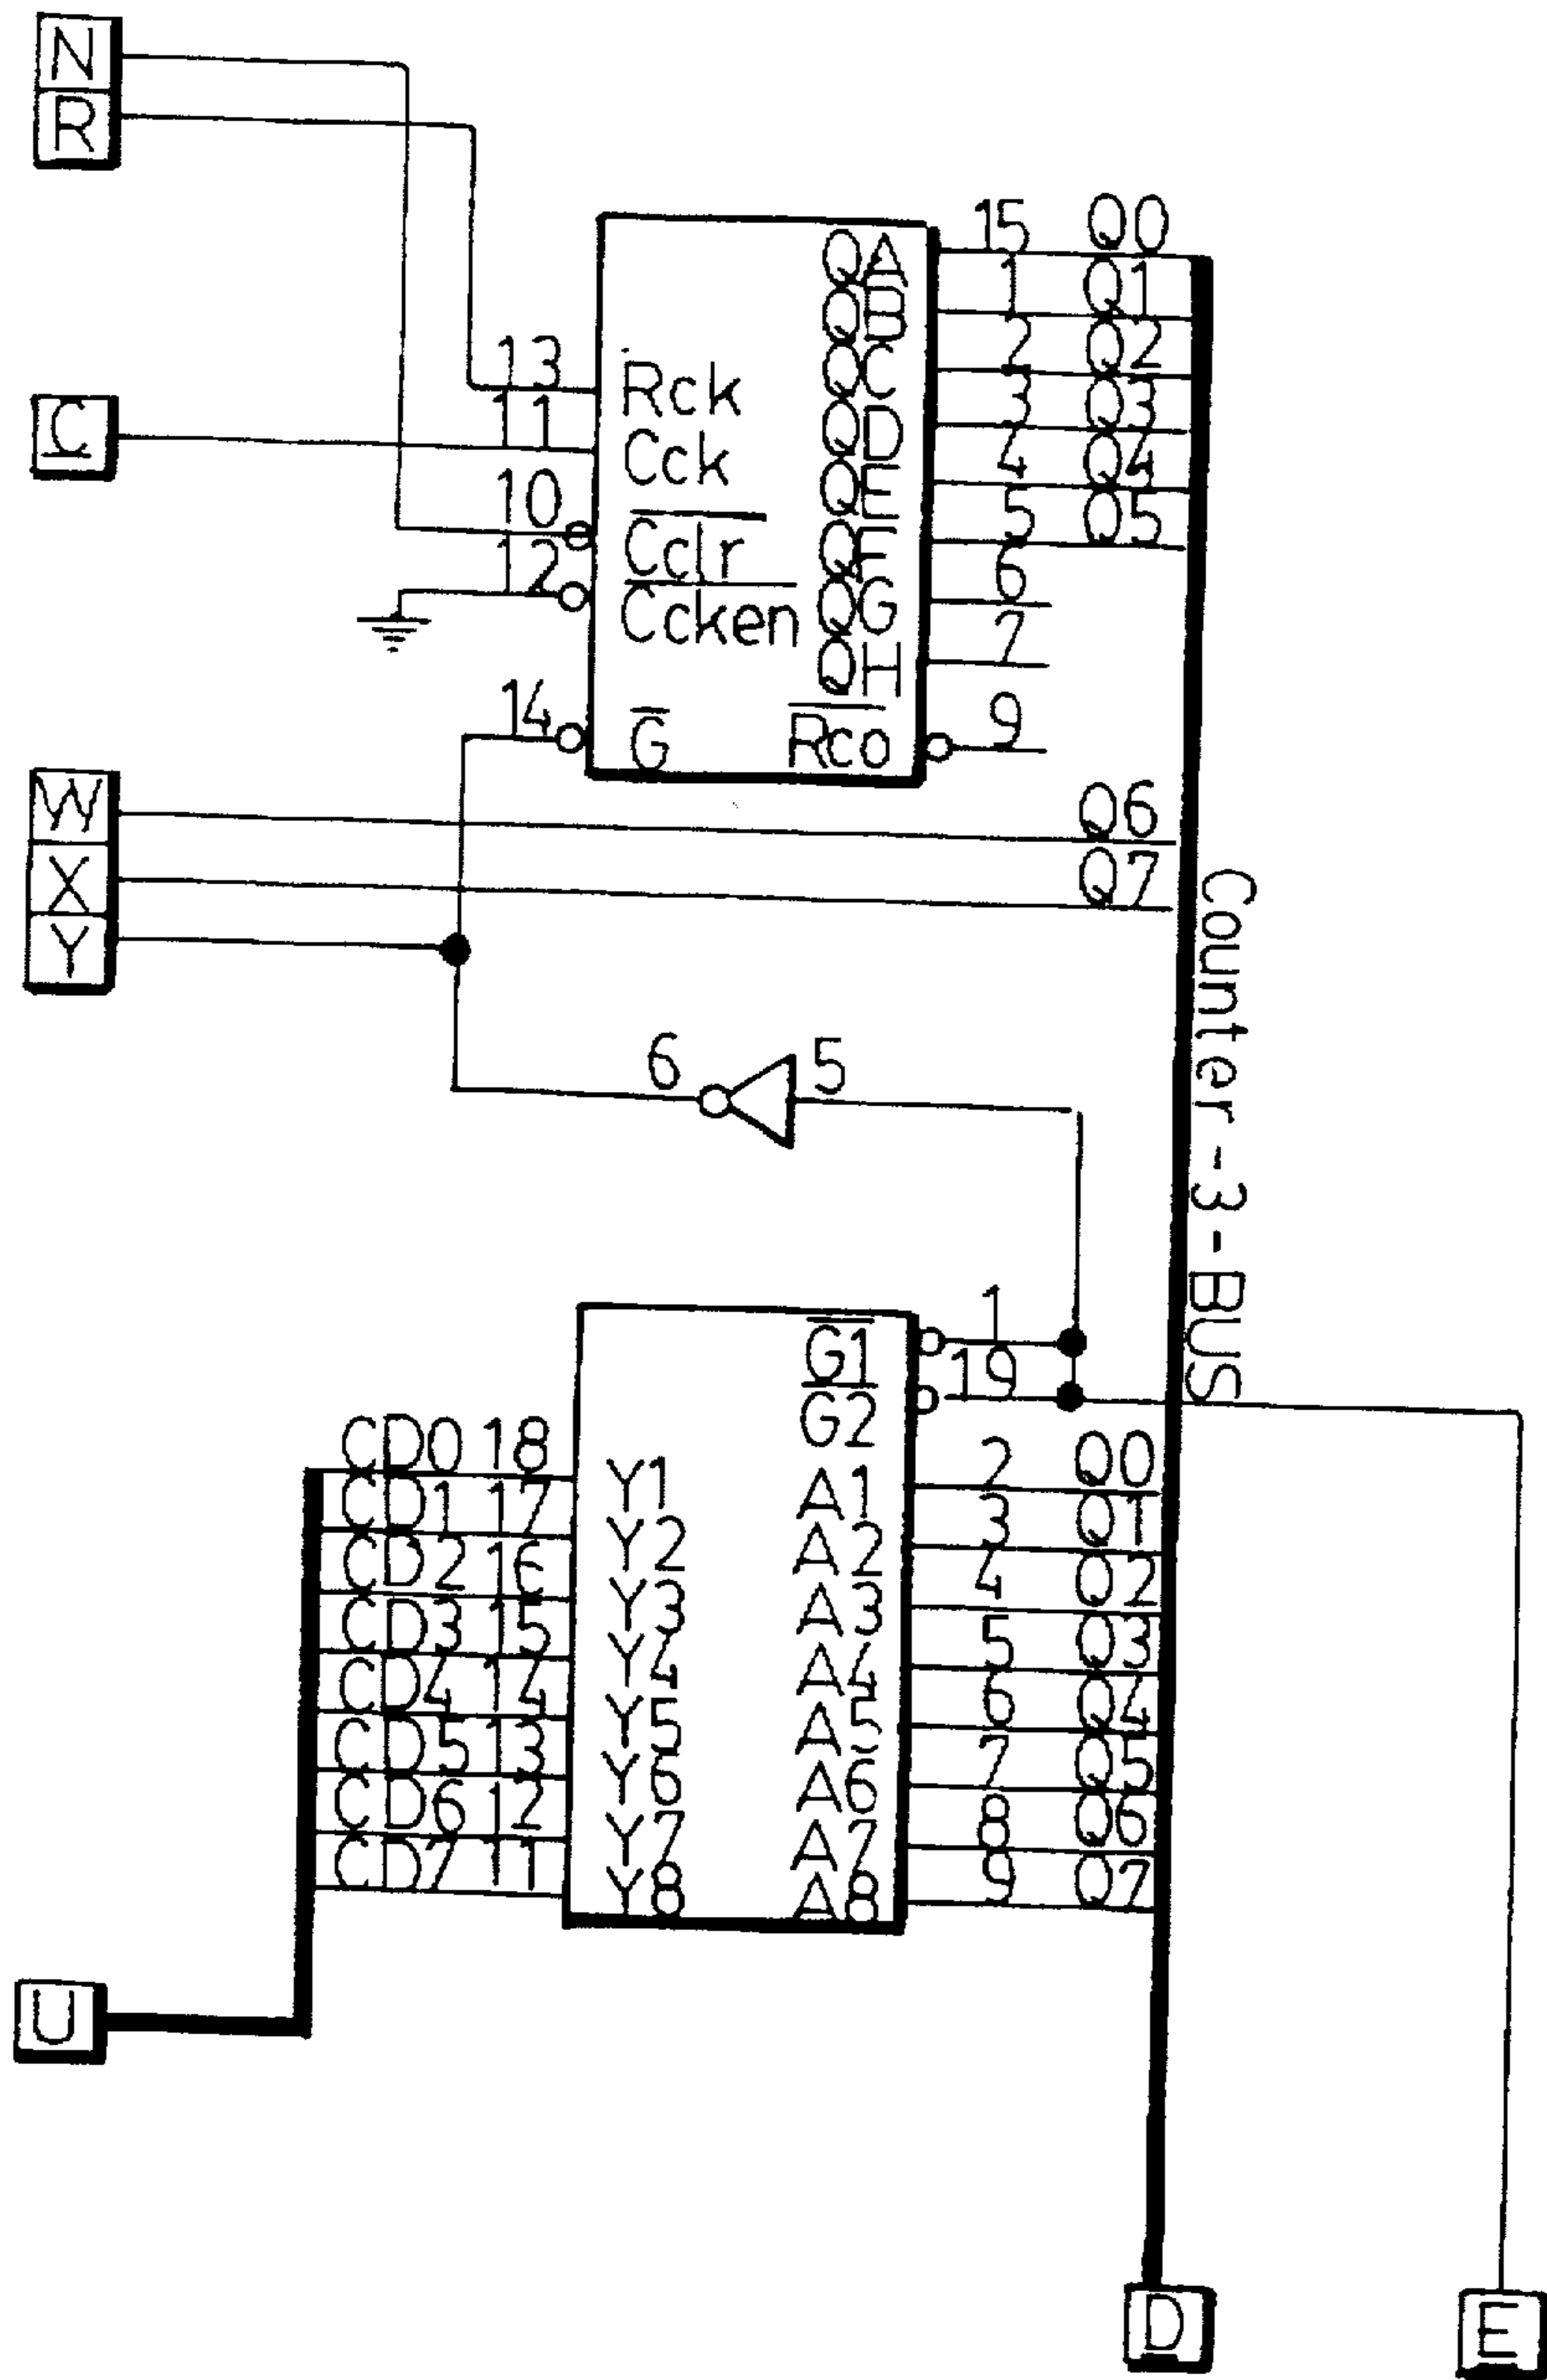 N
R
C
W
X
Y
U
D
E
13 Rck
11 Cck
10 Cclr
12 Ccken
14 G
QA 15 Q0
QB 1 Q1
QC 2 Q2
QD 3 Q3
QE 4 Q4
QF 5 Q5
QG 6
QH 7
Rco 9
Q6
Q7
Counter-3-BUS
6 5
G1 1
G2 19
CD0 18 Y1 A1 2 Q0
CD1 17 Y2 A2 3 Q1
CD2 16 Y3 A3 4 Q2
CD3 15 Y4 A4 5 Q3
CD4 14 Y5 A5 6 Q4
CD5 13 Y6 A6 7 Q5
CD6 12 Y7 A7 8 Q6
CD7 11 Y8 A8 9 Q7